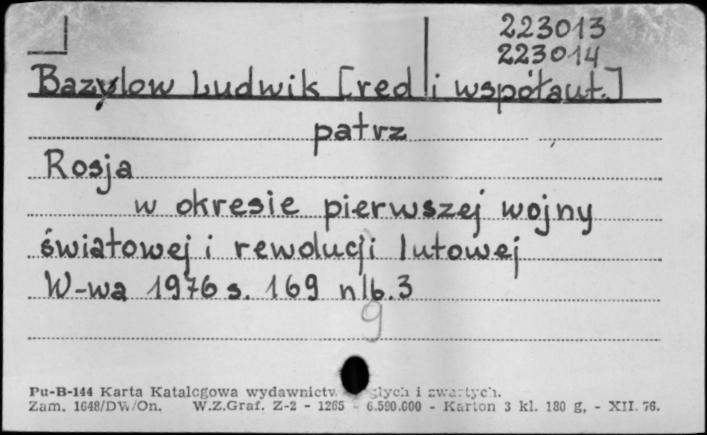 223013
223014
Bazylow Ludwik [red i współaut.]
patrz
Rosja
w okresie pierwszej wojny
światowej i rewolucji lutowej
W-wa 1976 s. 169 nlb. 3
9
Pu-B-144 Karta Katalogowa wydawnictw i zwartych.
Zam. 1648/DW/On. W.Z.Graf. Z-2 - 1265 - 6.590.000 - Karton 3 kl. 180 g, - XII. 76.